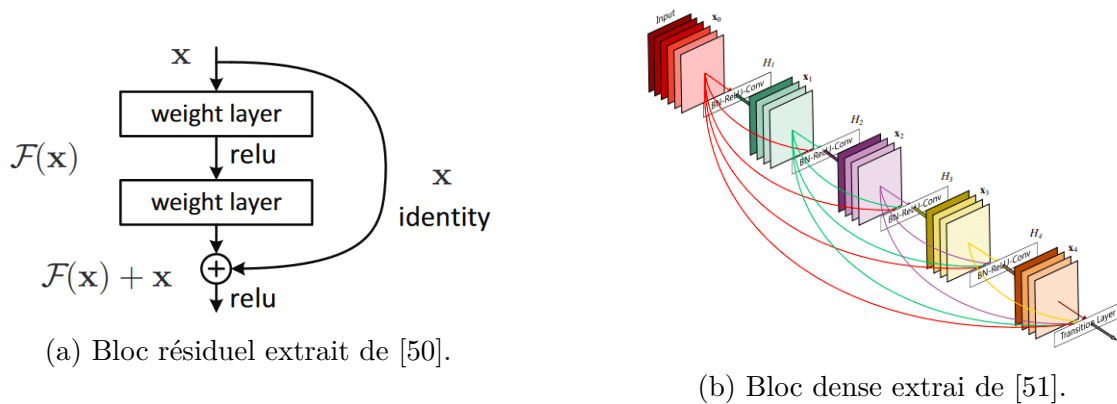 x
weight layer
relu
F(x)
weight layer
x
identity
F(x) + x
relu
(a) Bloc résiduel extrait de [50].
Input
x₀
H₁
BN-ReLU-Conv
x₁
H₂
BN-ReLU-Conv
x₂
H₃
BN-ReLU-Conv
x₃
H₄
BN-ReLU-Conv
x₄
Transition Layer
(b) Bloc dense extrai de [51].